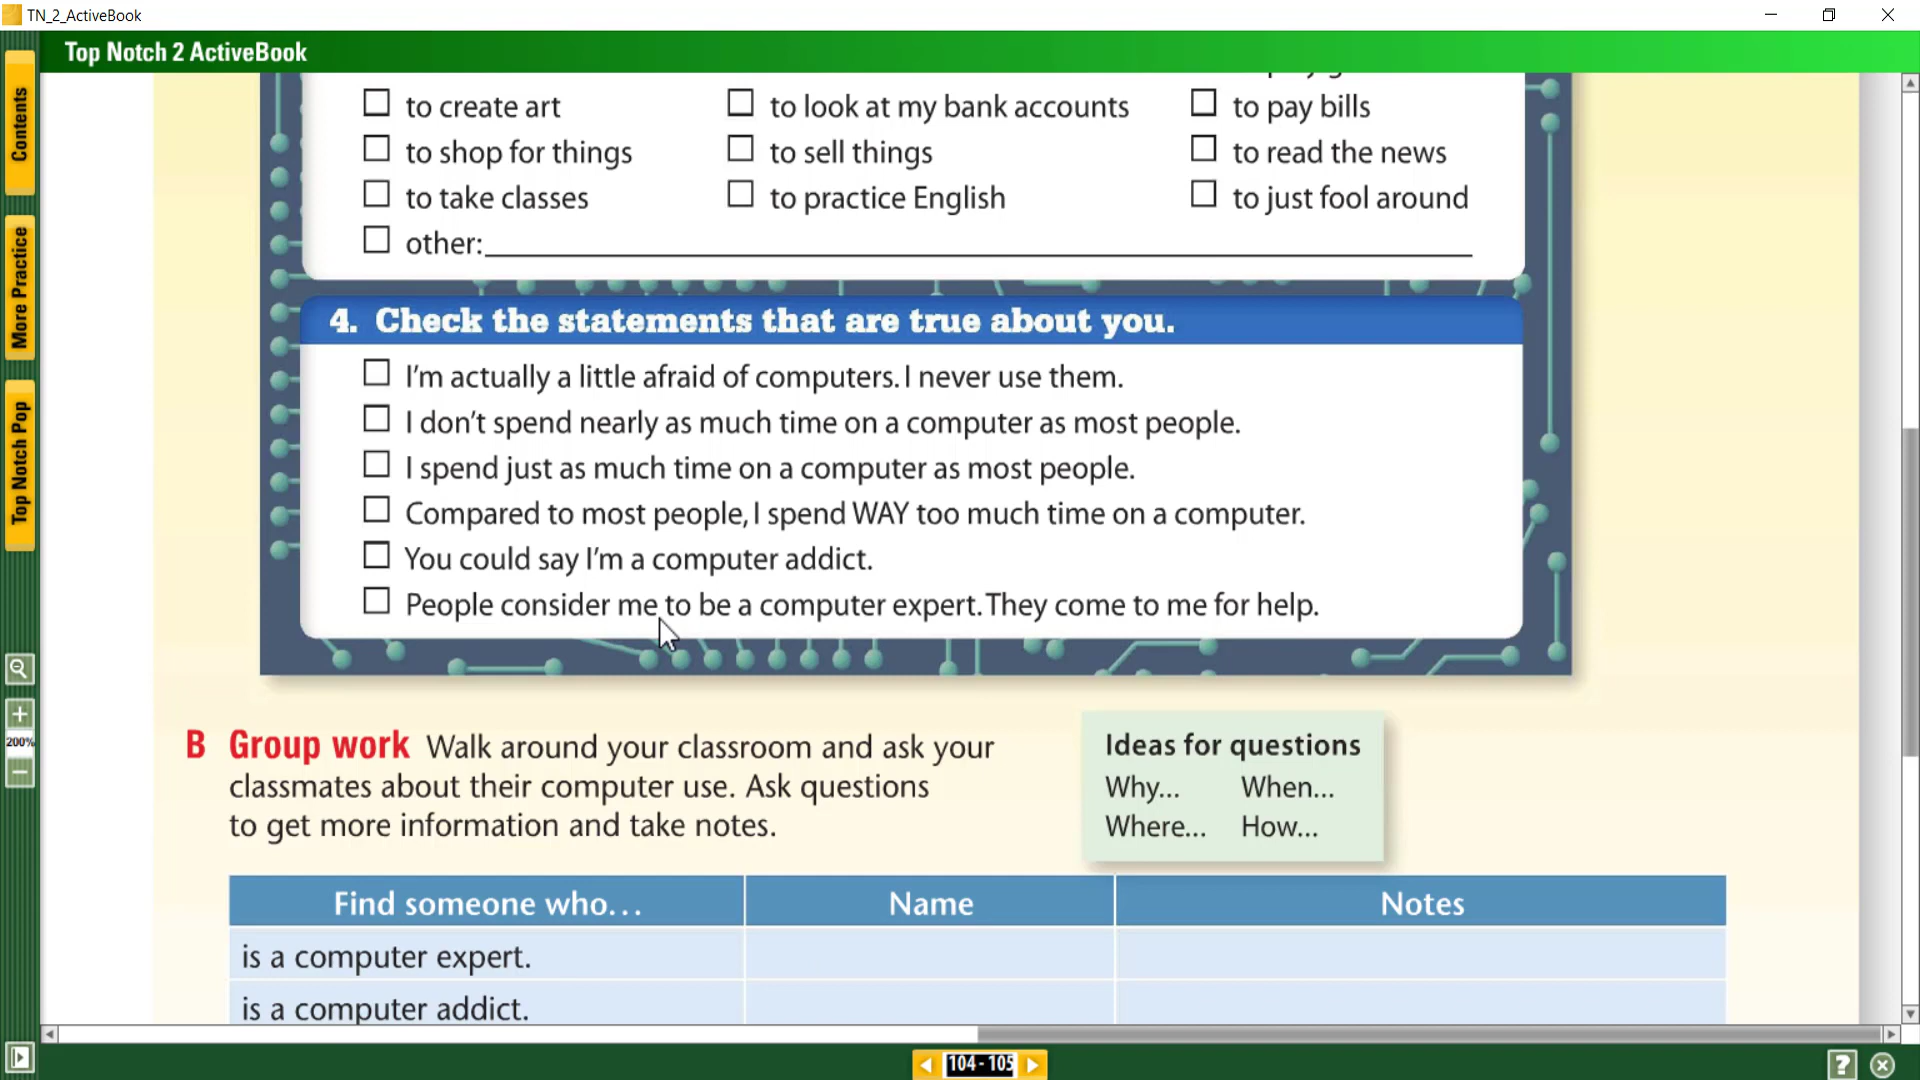 TN_2_ActiveBook
Top Notch 2 ActiveBook
Contents
More Practice
Top Notch Pop
200%
to create art
to look at my bank accounts
to pay bills
to shop for things
to sell things
to read the news
to take classes
to practice English
to just fool around
other:
4. Check the statements that are true about you.
I'm actually a little afraid of computers. I never use them.
I don't spend nearly as much time on a computer as most people.
I spend just as much time on a computer as most people.
Compared to most people, I spend WAY too much time on a computer.
You could say I'm a computer addict.
People consider me to be a computer expert. They come to me for help.
B Group work Walk around your classroom and ask your
classmates about their computer use. Ask questions
to get more information and take notes.
Ideas for questions
Why... When...
Where... How...
Find someone who... Name Notes
is a computer expert.
is a computer addict.
104 - 105